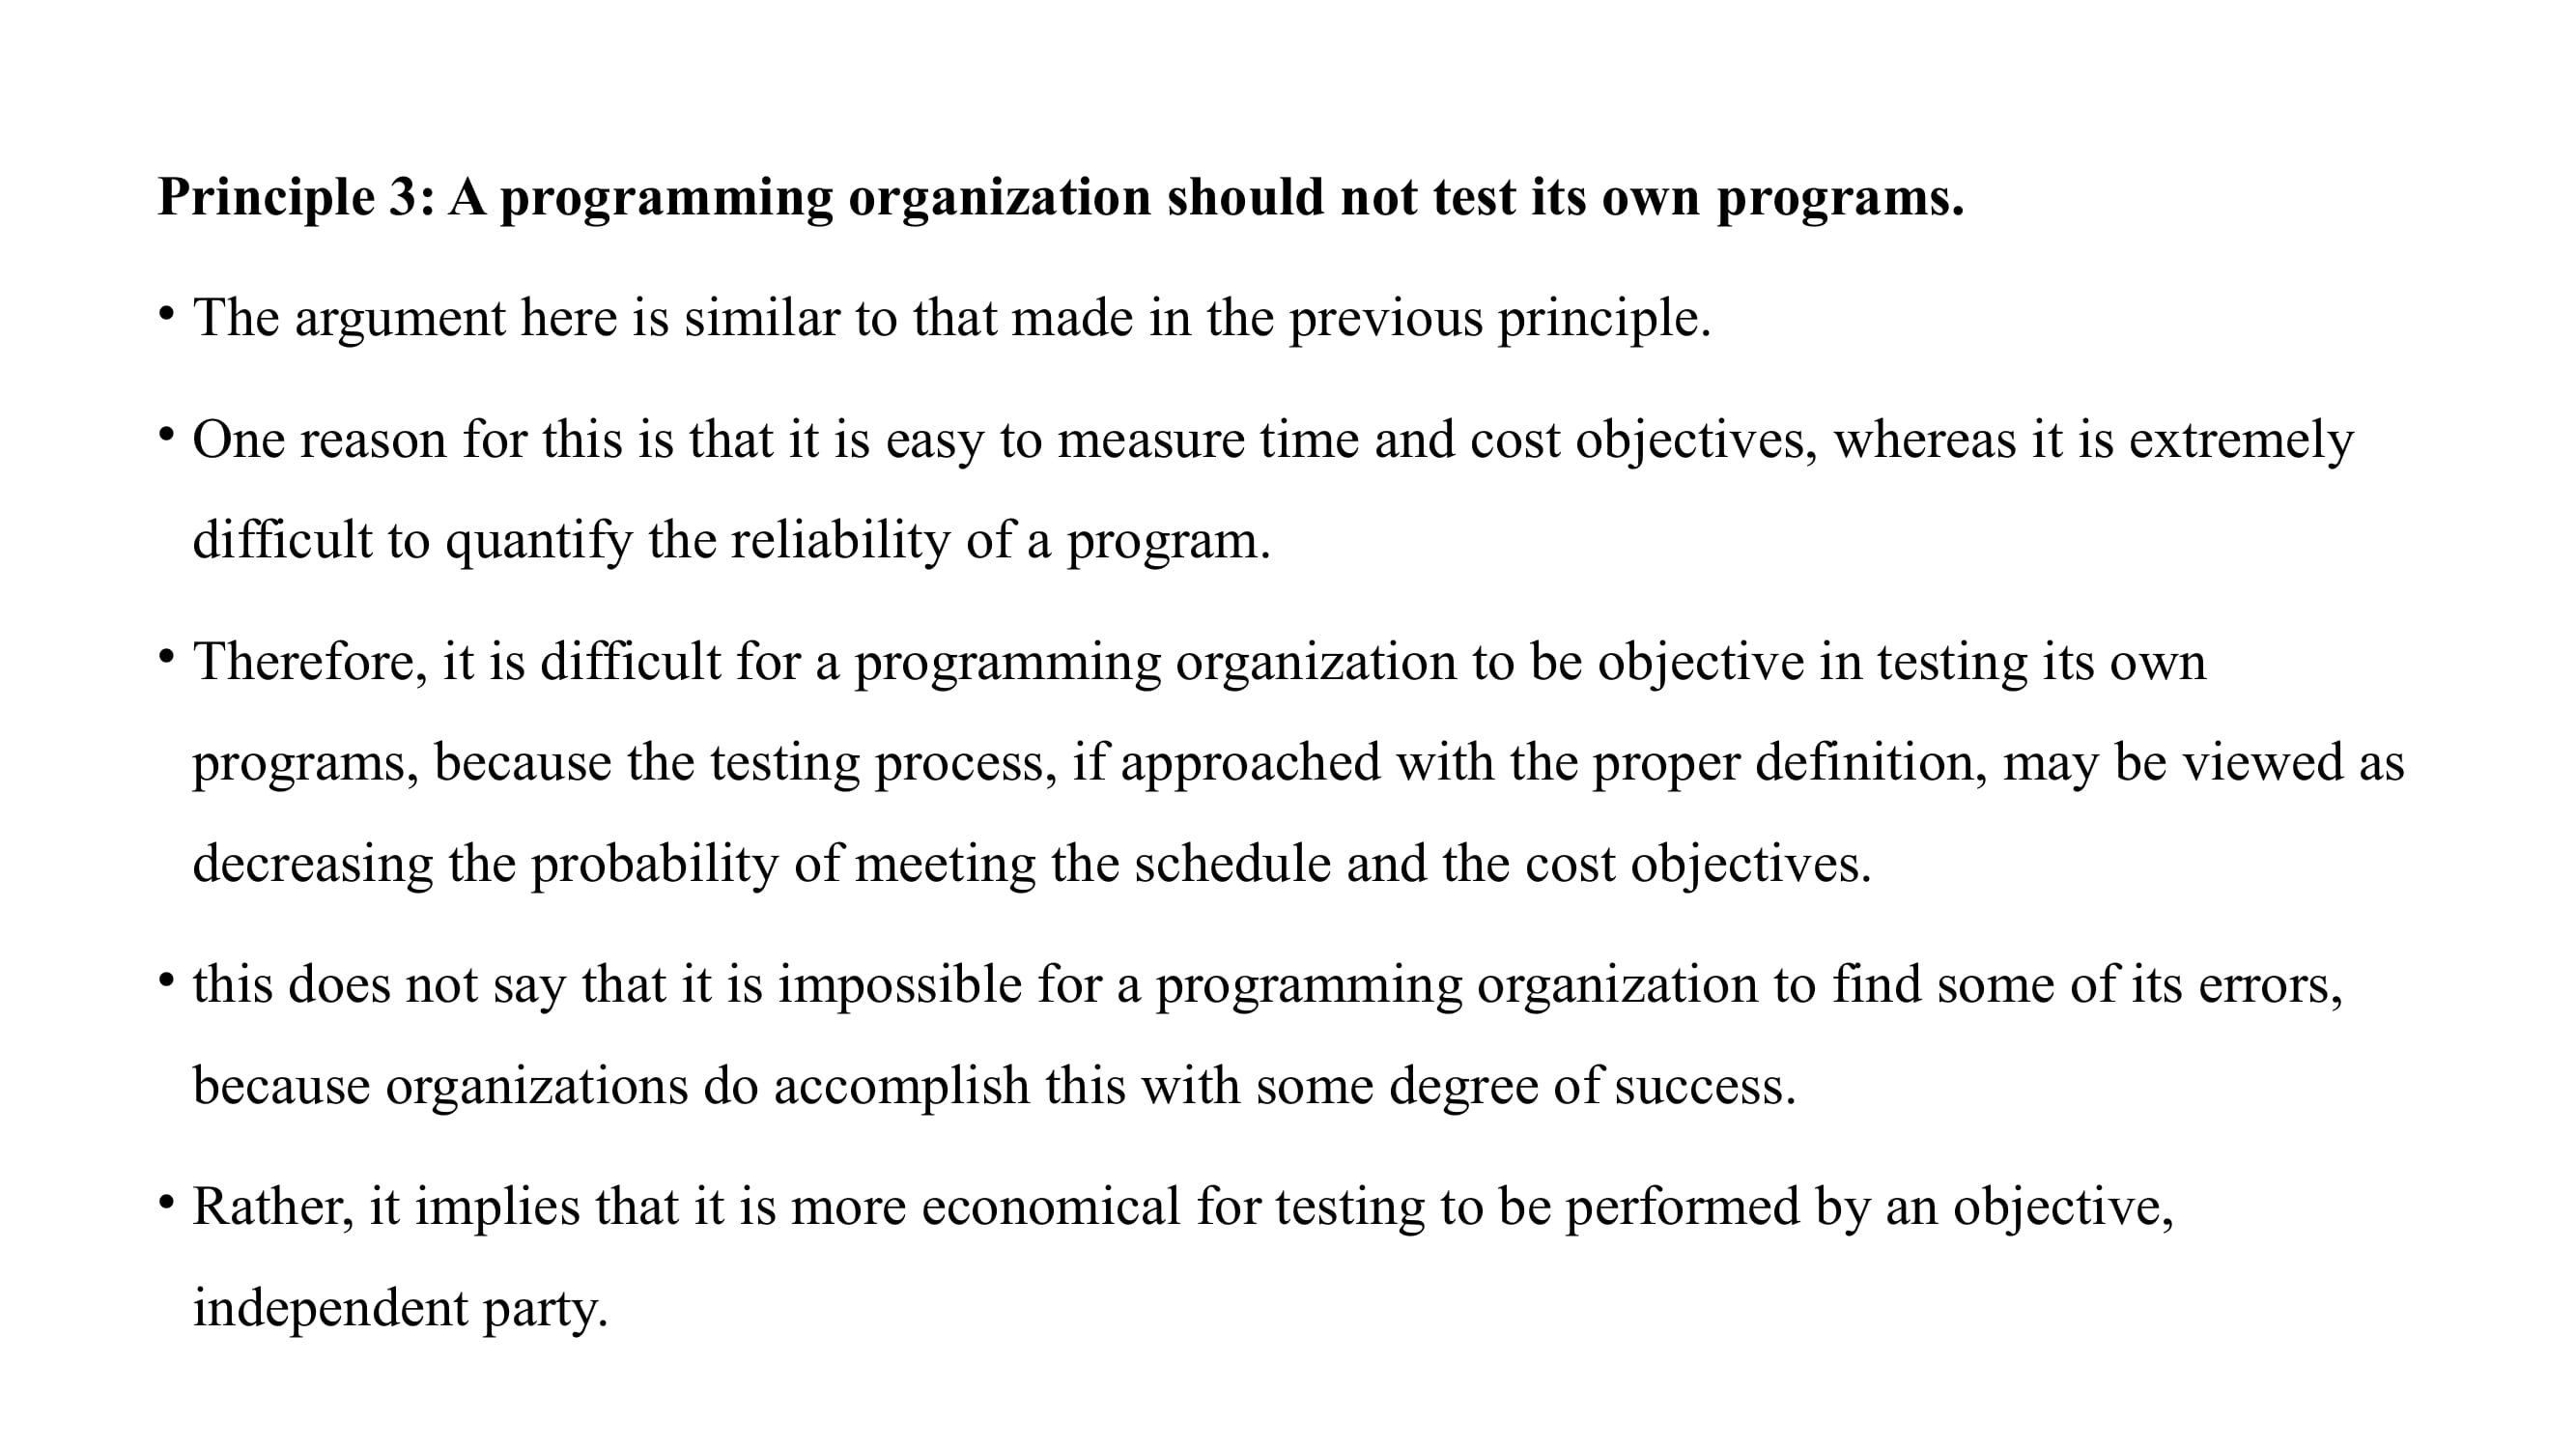 Principle 3: A programming organization should not test its own programs.
• The argument here is similar to that made in the previous principle.
• One reason for this is that it is easy to measure time and cost objectives, whereas it is extremely
difficult to quantify the reliability of a program.
• Therefore, it is difficult for a programming organization to be objective in testing its own
programs, because the testing process, if approached with the proper definition, may be viewed as
decreasing the probability of meeting the schedule and the cost objectives.
• this does not say that it is impossible for a programming organization to find some of its errors,
because organizations do accomplish this with some degree of success.
• Rather, it implies that it is more economical for testing to be performed by an objective,
independent party.